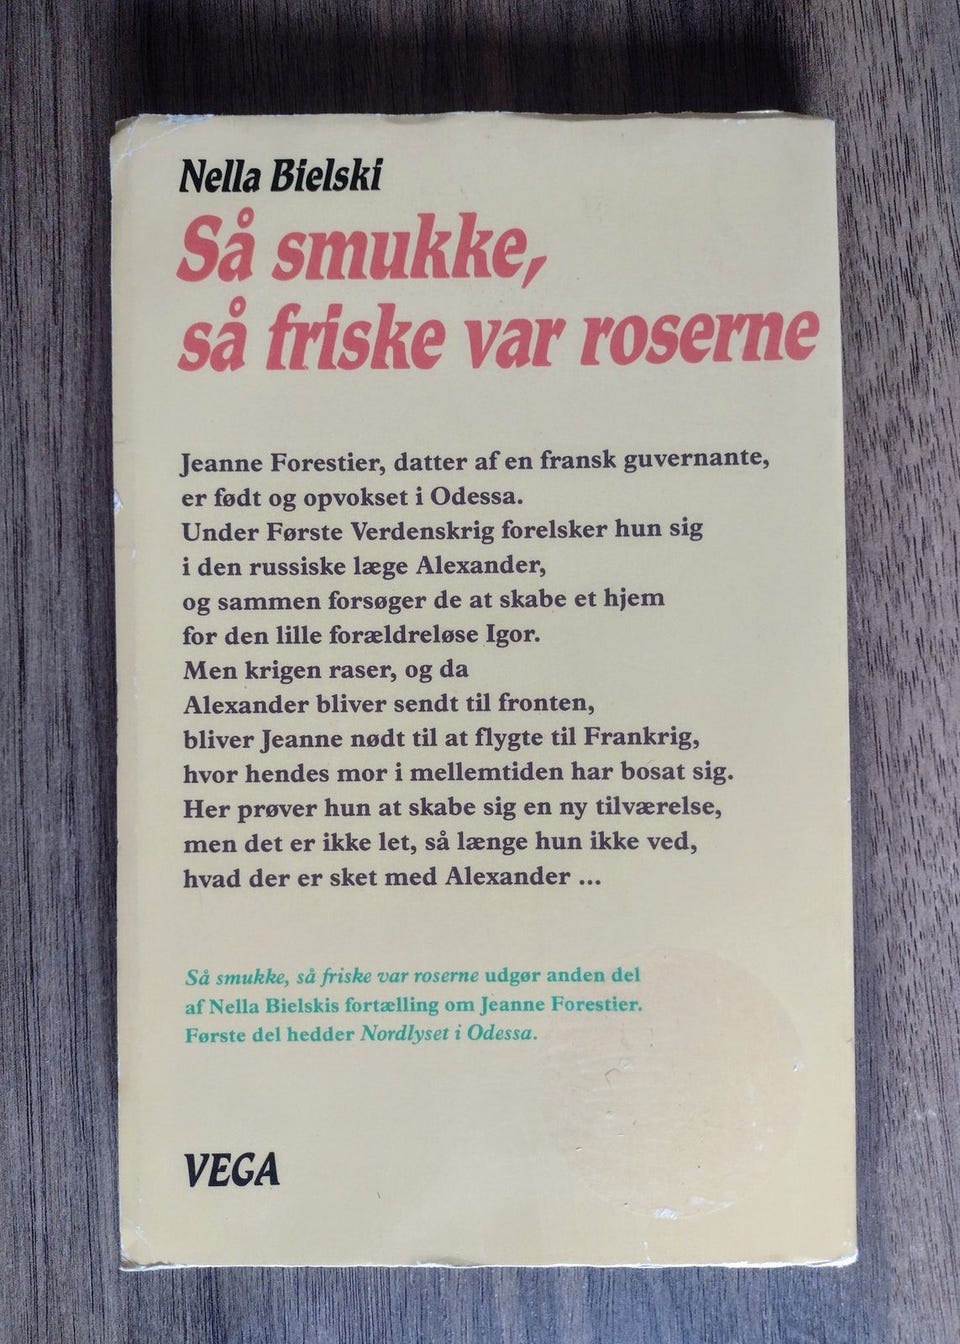 Nella Bielski
Så smukke,
så friske var roserne
Jeanne Forestier, datter af en fransk guvernante,
er født og opvokset i Odessa.
Under Første Verdenskrig forelsker hun sig
i den russiske læge Alexander,
og sammen forsøger de at skabe et hjem
for den lille forældreløse Igor.
Men krigen raser, og da
Alexander bliver sendt til fronten,
bliver Jeanne nødt til at flygte til Frankrig,
hvor hendes mor i mellemtiden har bosat sig.
Her prøver hun at skabe sig en ny tilværelse,
men det er ikke let, så længe hun ikke ved,
hvad der er sket med Alexander ...
Så smukke, så friske var roserne udgør anden del
af Nella Bielskis fortælling om Jeanne Forestier.
Første del hedder Nordlyset i Odessa.
VEGA